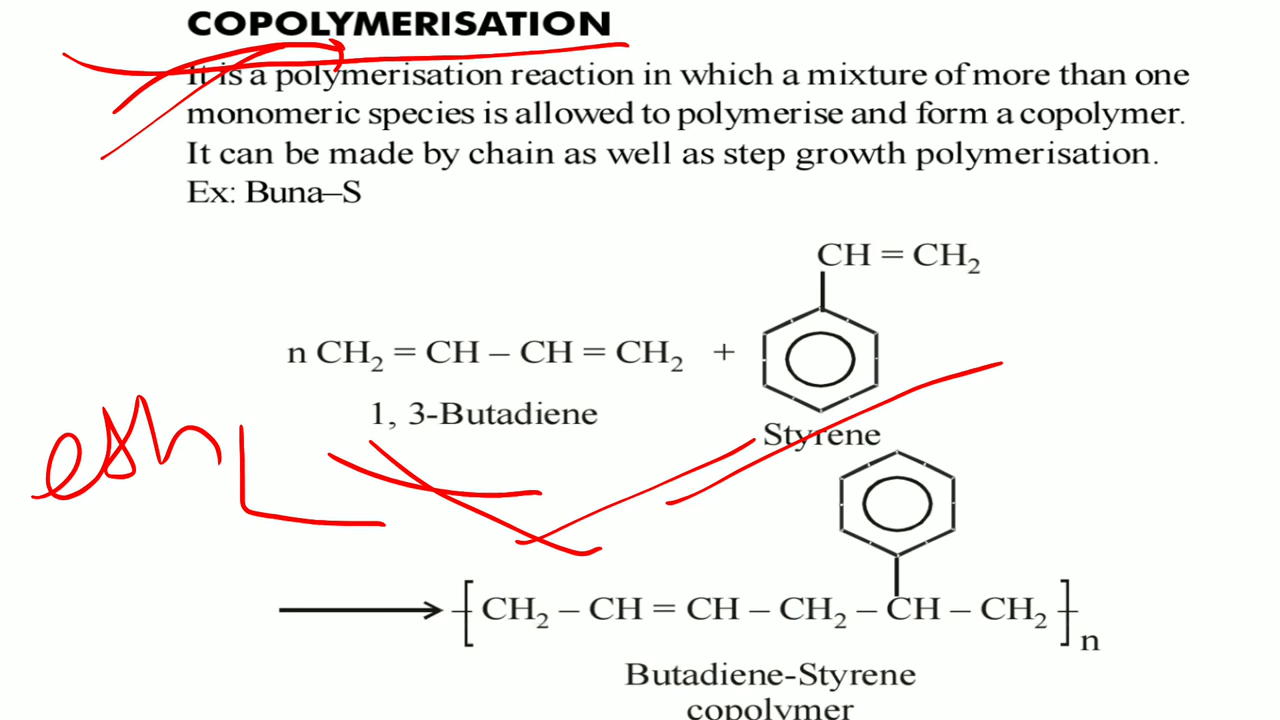 COPOLYMERISATION
It is a polymerisation reaction in which a mixture of more than one
monomeric species is allowed to polymerise and form a copolymer.
It can be made by chain as well as step growth polymerisation.
Ex: Buna–S
CH = CH₂
n CH₂ = CH – CH = CH₂ +
1, 3-Butadiene
Styrene
[CH₂ – CH = CH – CH₂ – CH – CH₂]n
Butadiene-Styrene
copolymer